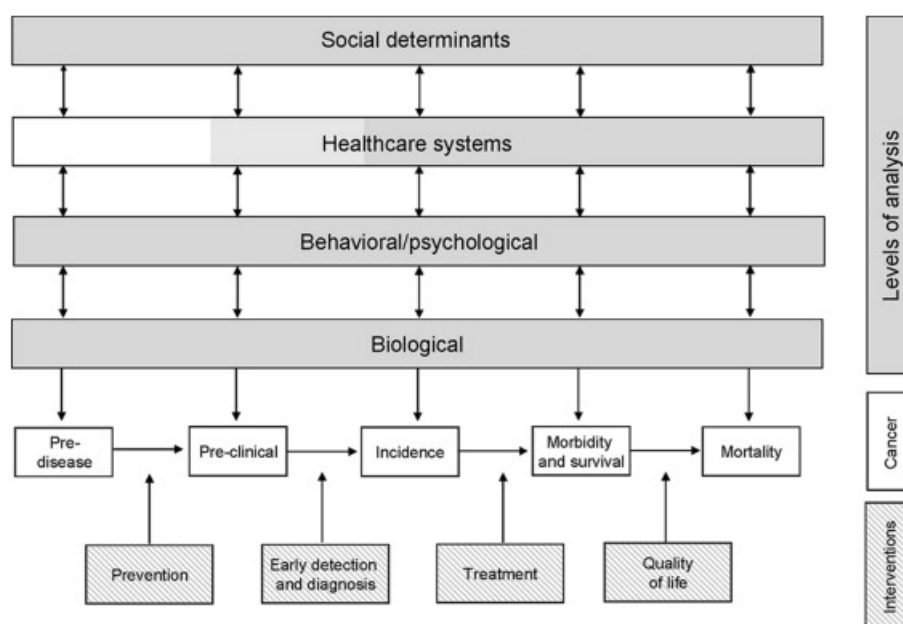 Social determinants
Healthcare systems
Behavioral/psychological
Biological
Pre-
disease
Pre-clinical
Incidence
Morbidity
and survival
Mortality
Prevention
Early detection
and diagnosis
Treatment
Quality
of life
Levels of analysis
Cancer
Interventions